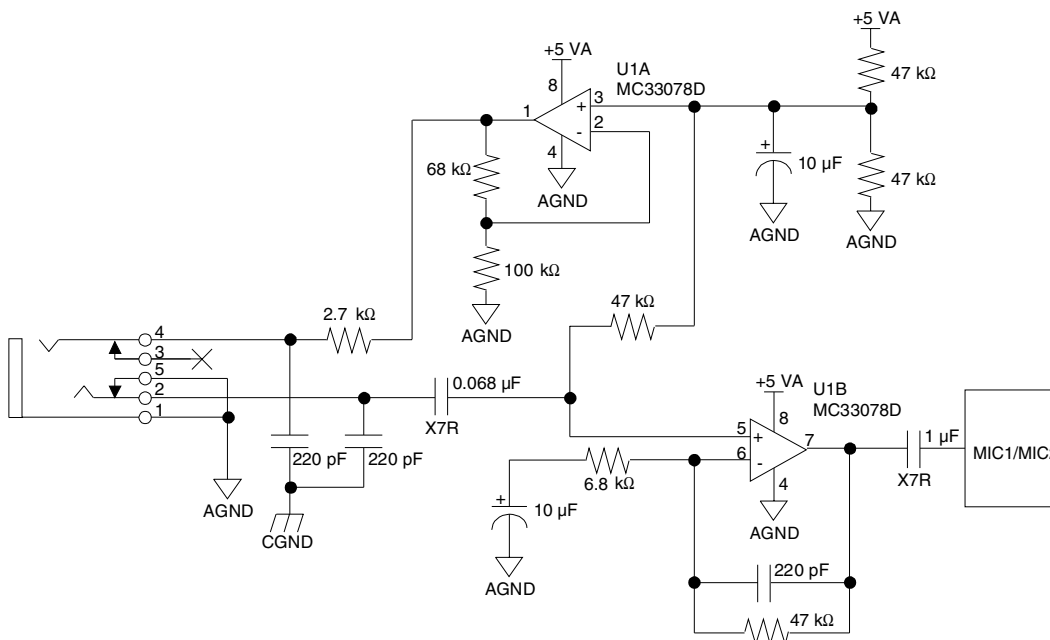 +5 VA
47 kΩ
+5 VA
U1A
MC33078D
8
1
3
+
2
-
4
AGND
68 kΩ
10 µF
+
47 kΩ
AGND
AGND
100 kΩ
AGND
47 kΩ
2.7 kΩ
4
3
5
2
1
0.068 µF
X7R
+5 VA
U1B
MC33078D
8
5
+
7
6
-
4
1 µF
X7R
MIC1/MIC
220 pF
220 pF
6.8 kΩ
+
10 µF
AGND
AGND
CGND
AGND
220 pF
47 kΩ